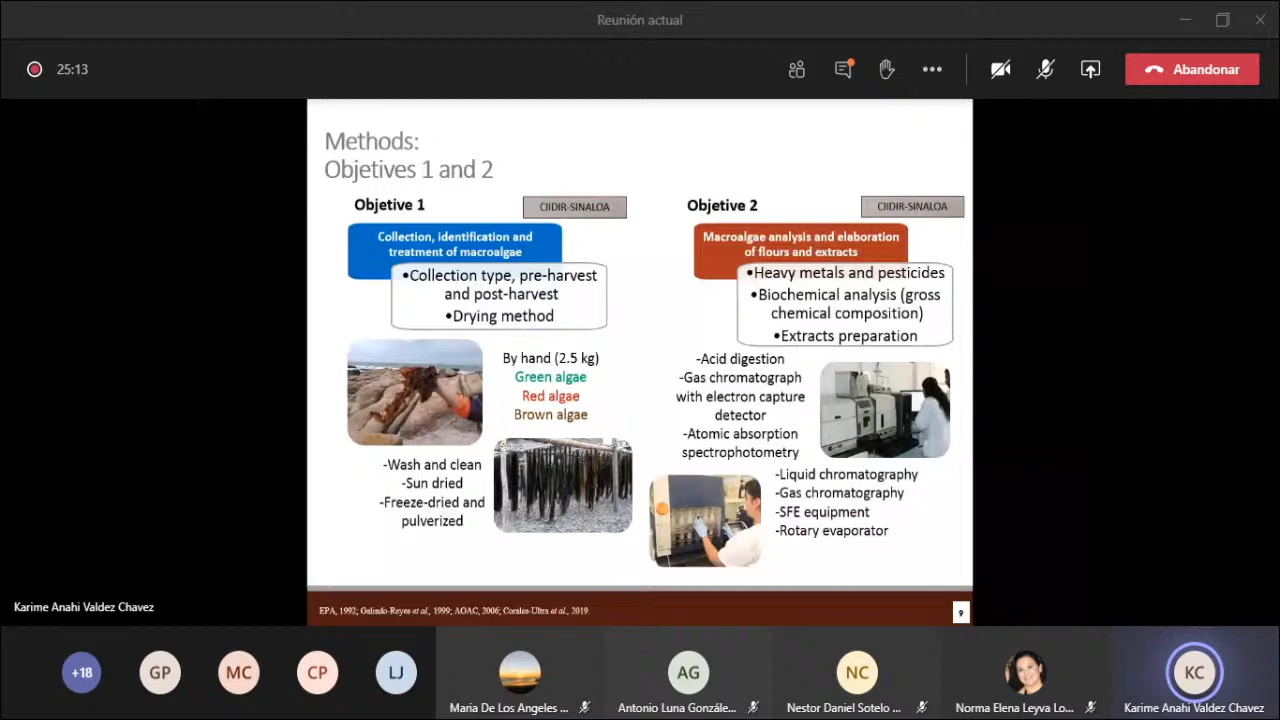 Reunión actual
25:13
Abandonar
Methods:
Objetives 1 and 2
Objetive 1
CIIDIR-SINALOA
Collection, identification and
treatment of macroalgae
•Collection type, pre-harvest
and post-harvest
•Drying method
By hand (2.5 kg)
Green algae
Red algae
Brown algae
-Wash and clean
-Sun dried
-Freeze-dried and
pulverized
Objetive 2
CIIDIR-SINALOA
Macroalgae analysis and elaboration
of flours and extracts
•Heavy metals and pesticides
•Biochemical analysis (gross
chemical composition)
•Extracts preparation
-Acid digestion
-Gas chromatograph
with electron capture
detector
-Atomic absorption
spectrophotometry
-Liquid chromatography
-Gas chromatography
-SFE equipment
-Rotary evaporator
Karime Anahi Valdez Chavez
EPA, 1992; Galindo-Reyes et al., 1999; AOAC, 2006; Corales-Ultra et al., 2019.
9
+18
GP
MC
CP
LJ
Maria De Los Angeles ...
AG
Antonio Luna Gonzále...
NC
Nestor Daniel Sotelo ...
Norma Elena Leyva Lo...
KC
Karime Anahi Valdez Chavez